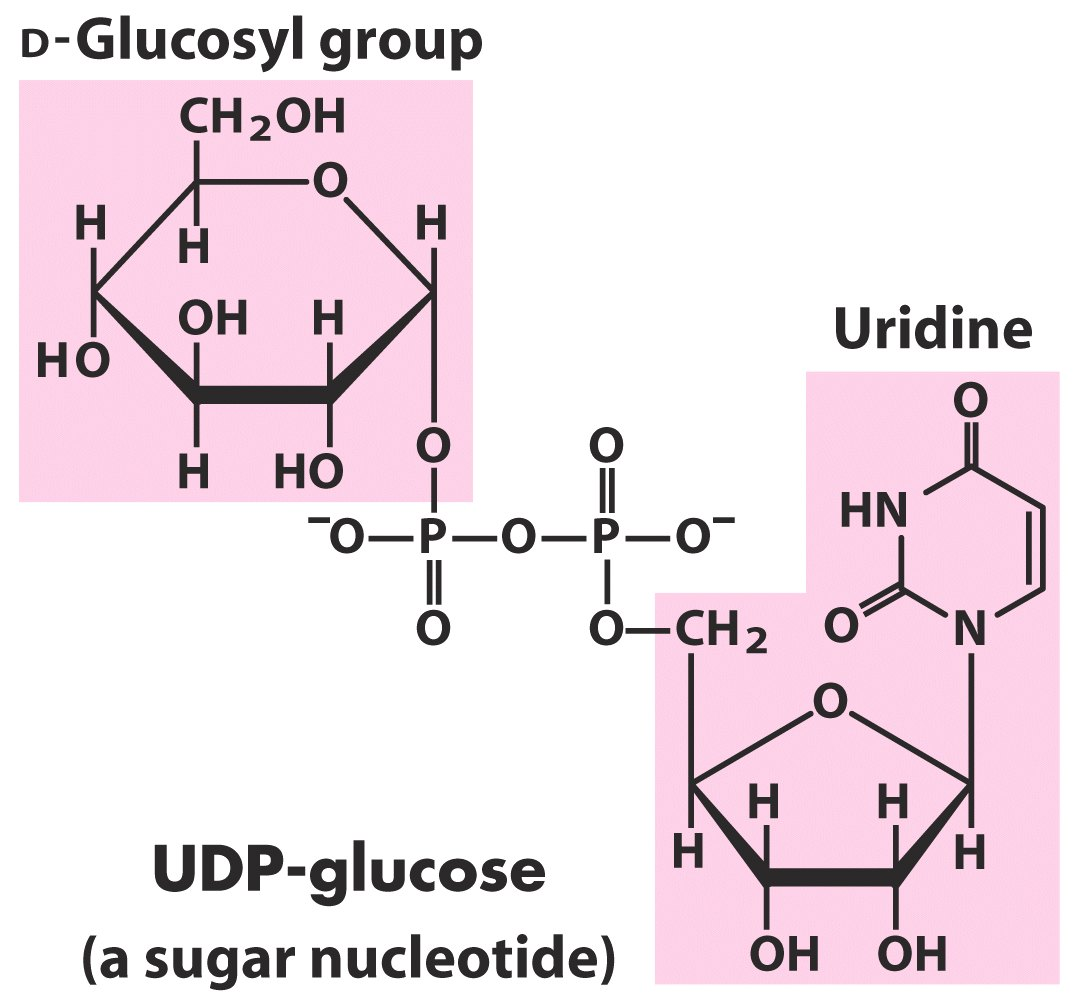 D-Glucosyl group
CH2OH
O
H
H
H
OH
H
HO
H
HO
O
O
⁻O
P
O
P
O⁻
O
O
CH2
Uridine
O
HN
O
N
O
H
H
H
H
OH
OH
UDP-glucose
(a sugar nucleotide)